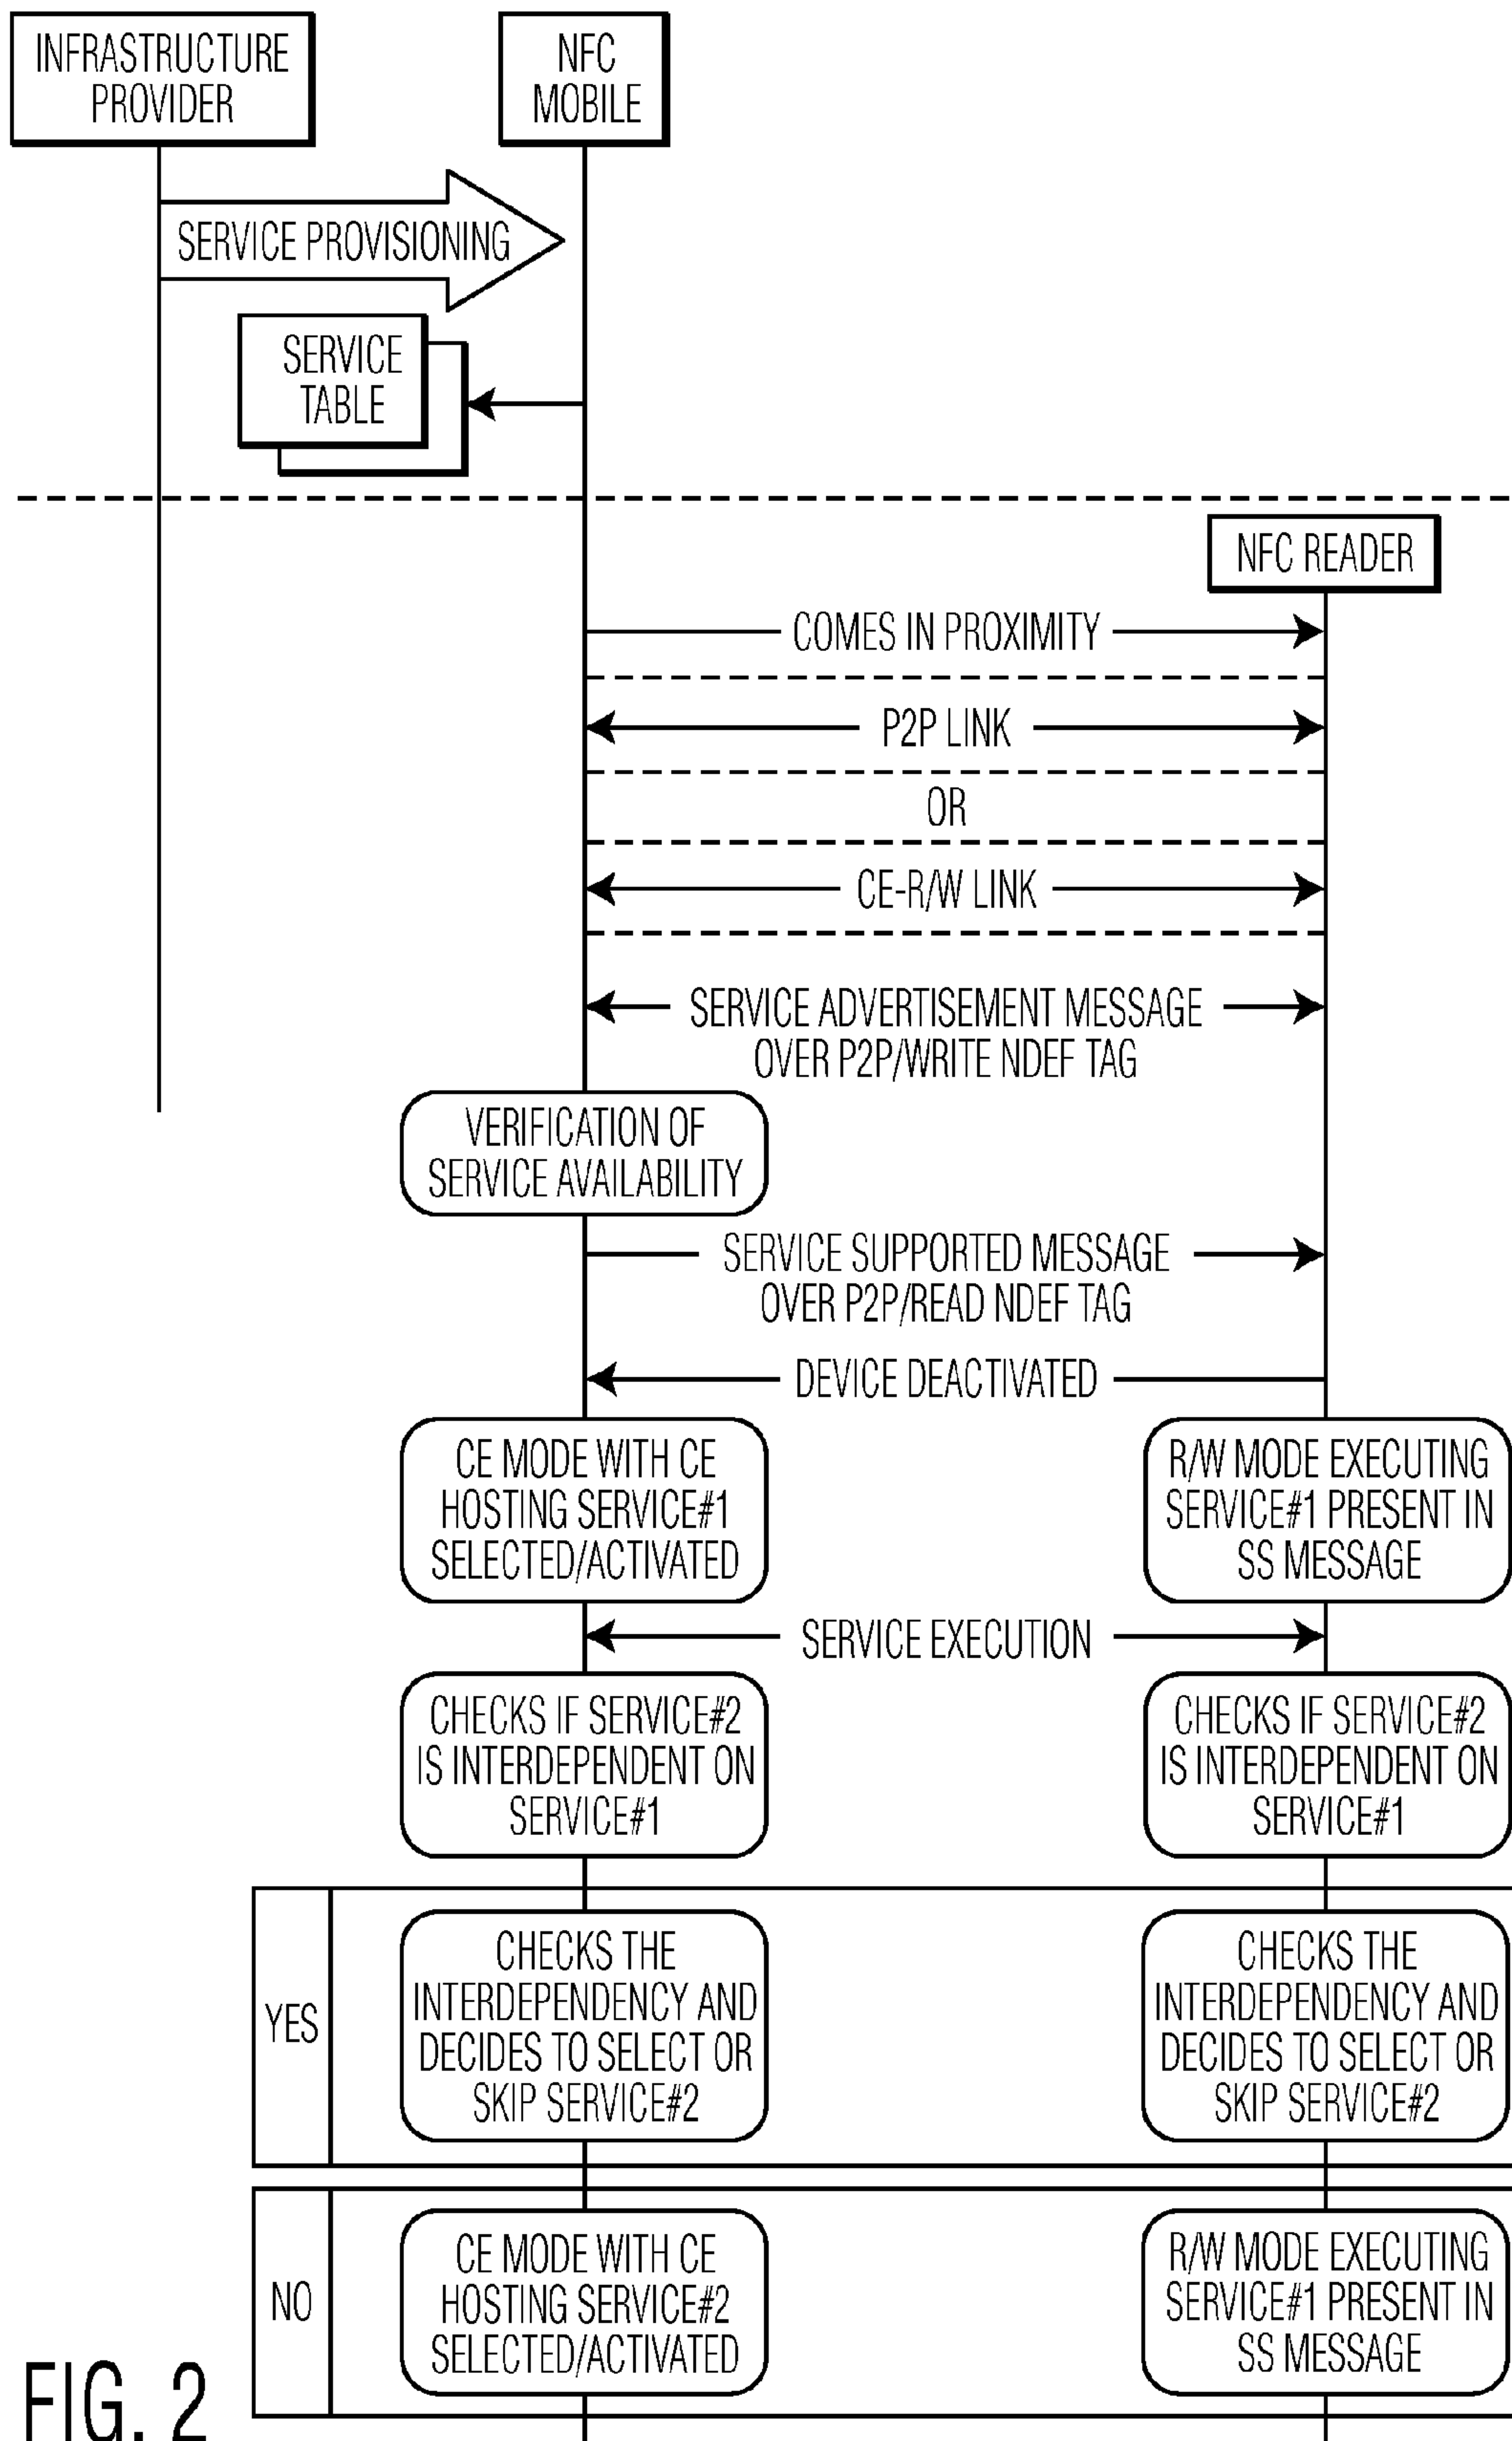 INFRASTRUCTURE
PROVIDER
NFC
MOBILE
SERVICE PROVISIONING
SERVICE
TABLE
NFC READER
COMES IN PROXIMITY
P2P LINK
OR
CE-R/W LINK
SERVICE ADVERTISEMENT MESSAGE
OVER P2P/WRITE NDEF TAG
VERIFICATION OF
SERVICE AVAILABILITY
SERVICE SUPPORTED MESSAGE
OVER P2P/READ NDEF TAG
DEVICE DEACTIVATED
CE MODE WITH CE
HOSTING SERVICE#1
SELECTED/ACTIVATED
R/W MODE EXECUTING
SERVICE#1 PRESENT IN
SS MESSAGE
SERVICE EXECUTION
CHECKS IF SERVICE#2
IS INTERDEPENDENT ON
SERVICE#1
CHECKS IF SERVICE#2
IS INTERDEPENDENT ON
SERVICE#1
YES
CHECKS THE
INTERDEPENDENCY AND
DECIDES TO SELECT OR
SKIP SERVICE#2
CHECKS THE
INTERDEPENDENCY AND
DECIDES TO SELECT OR
SKIP SERVICE#2
NO
CE MODE WITH CE
HOSTING SERVICE#2
SELECTED/ACTIVATED
R/W MODE EXECUTING
SERVICE#1 PRESENT IN
SS MESSAGE
FIG. 2